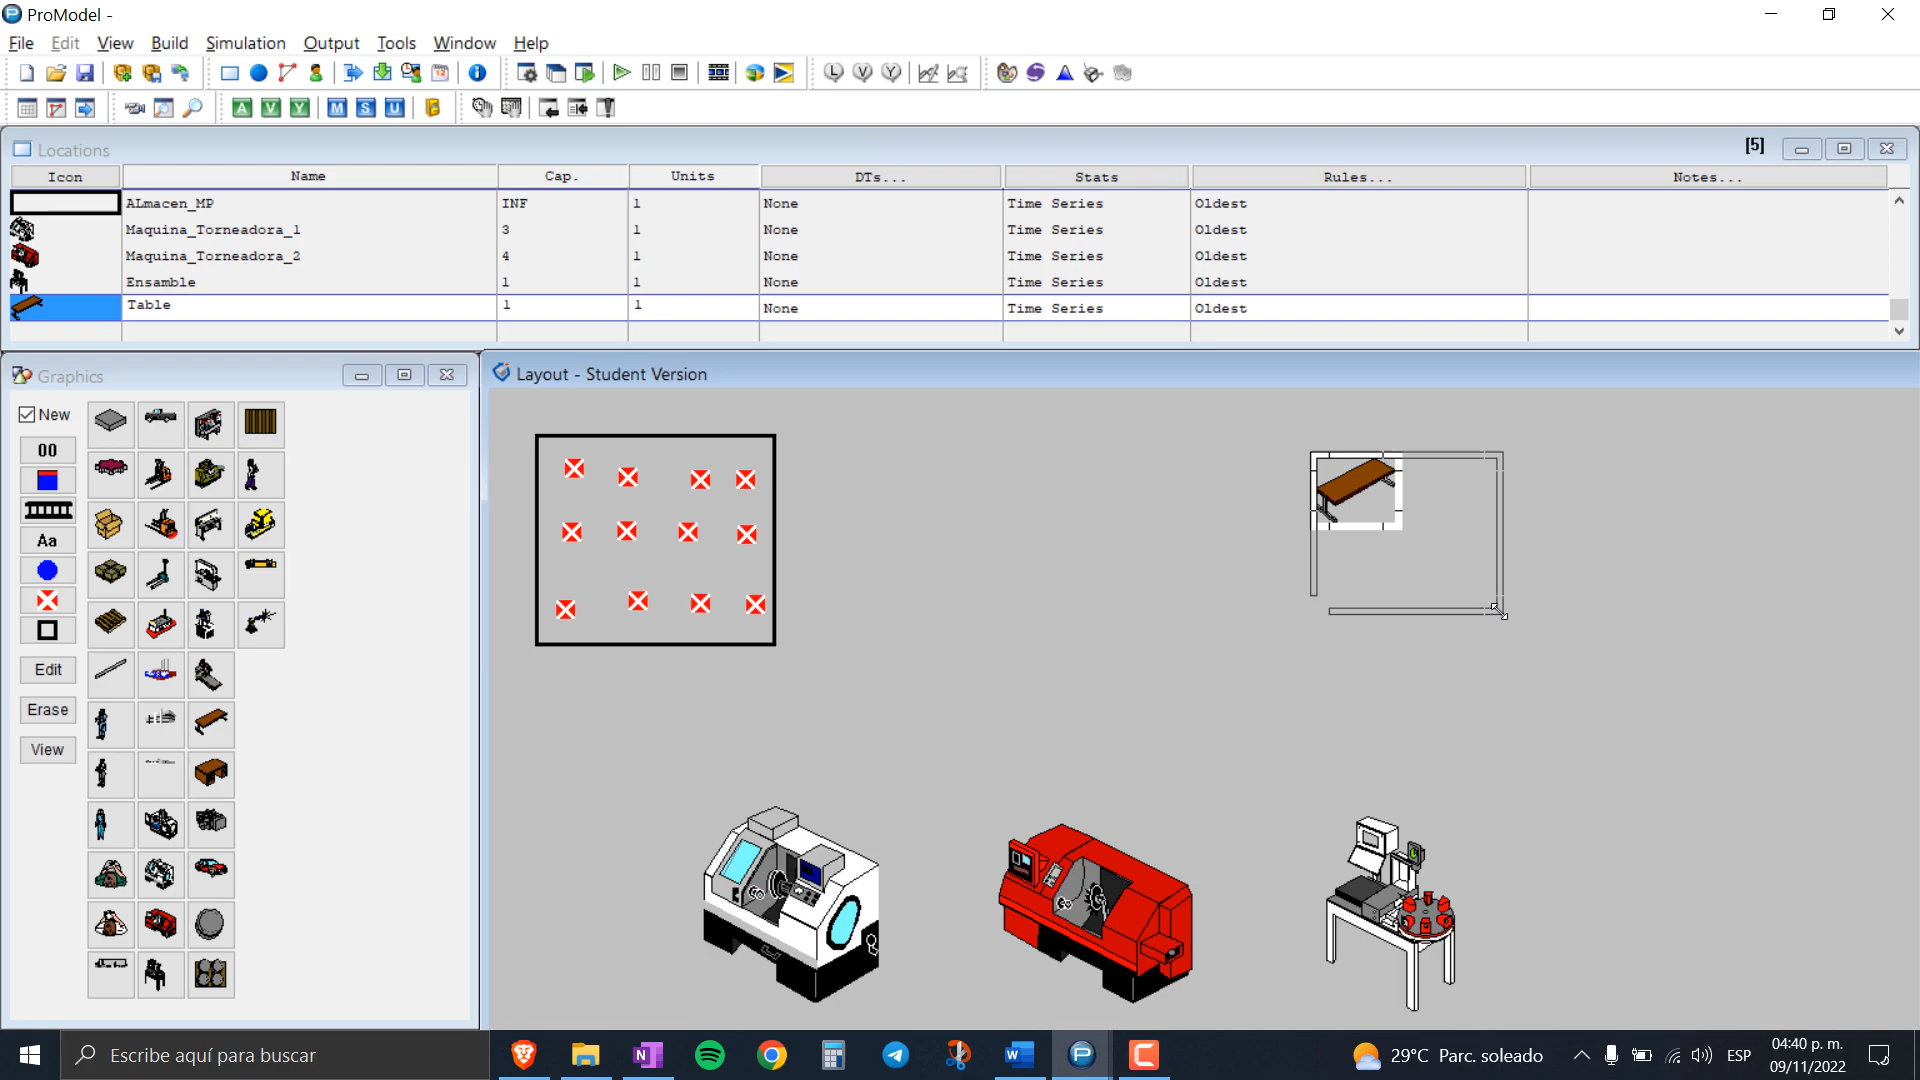 ProModel -
File Edit View Build Simulation Output Tools Window Help
Locations [5]
Icon Name Cap. Units DTs... Stats Rules... Notes...
ALmacen_MP INF 1 None Time Series Oldest
Maquina_Torneadora_1 3 1 None Time Series Oldest
Maquina_Torneadora_2 4 1 None Time Series Oldest
Ensamble 1 1 None Time Series Oldest
Table 1 1 None Time Series Oldest
Graphics
Layout - Student Version
New
00
Aa
Edit
Erase
View
Escribe aquí para buscar
29°C Parc. soleado
ESP
04:40 p. m.
09/11/2022